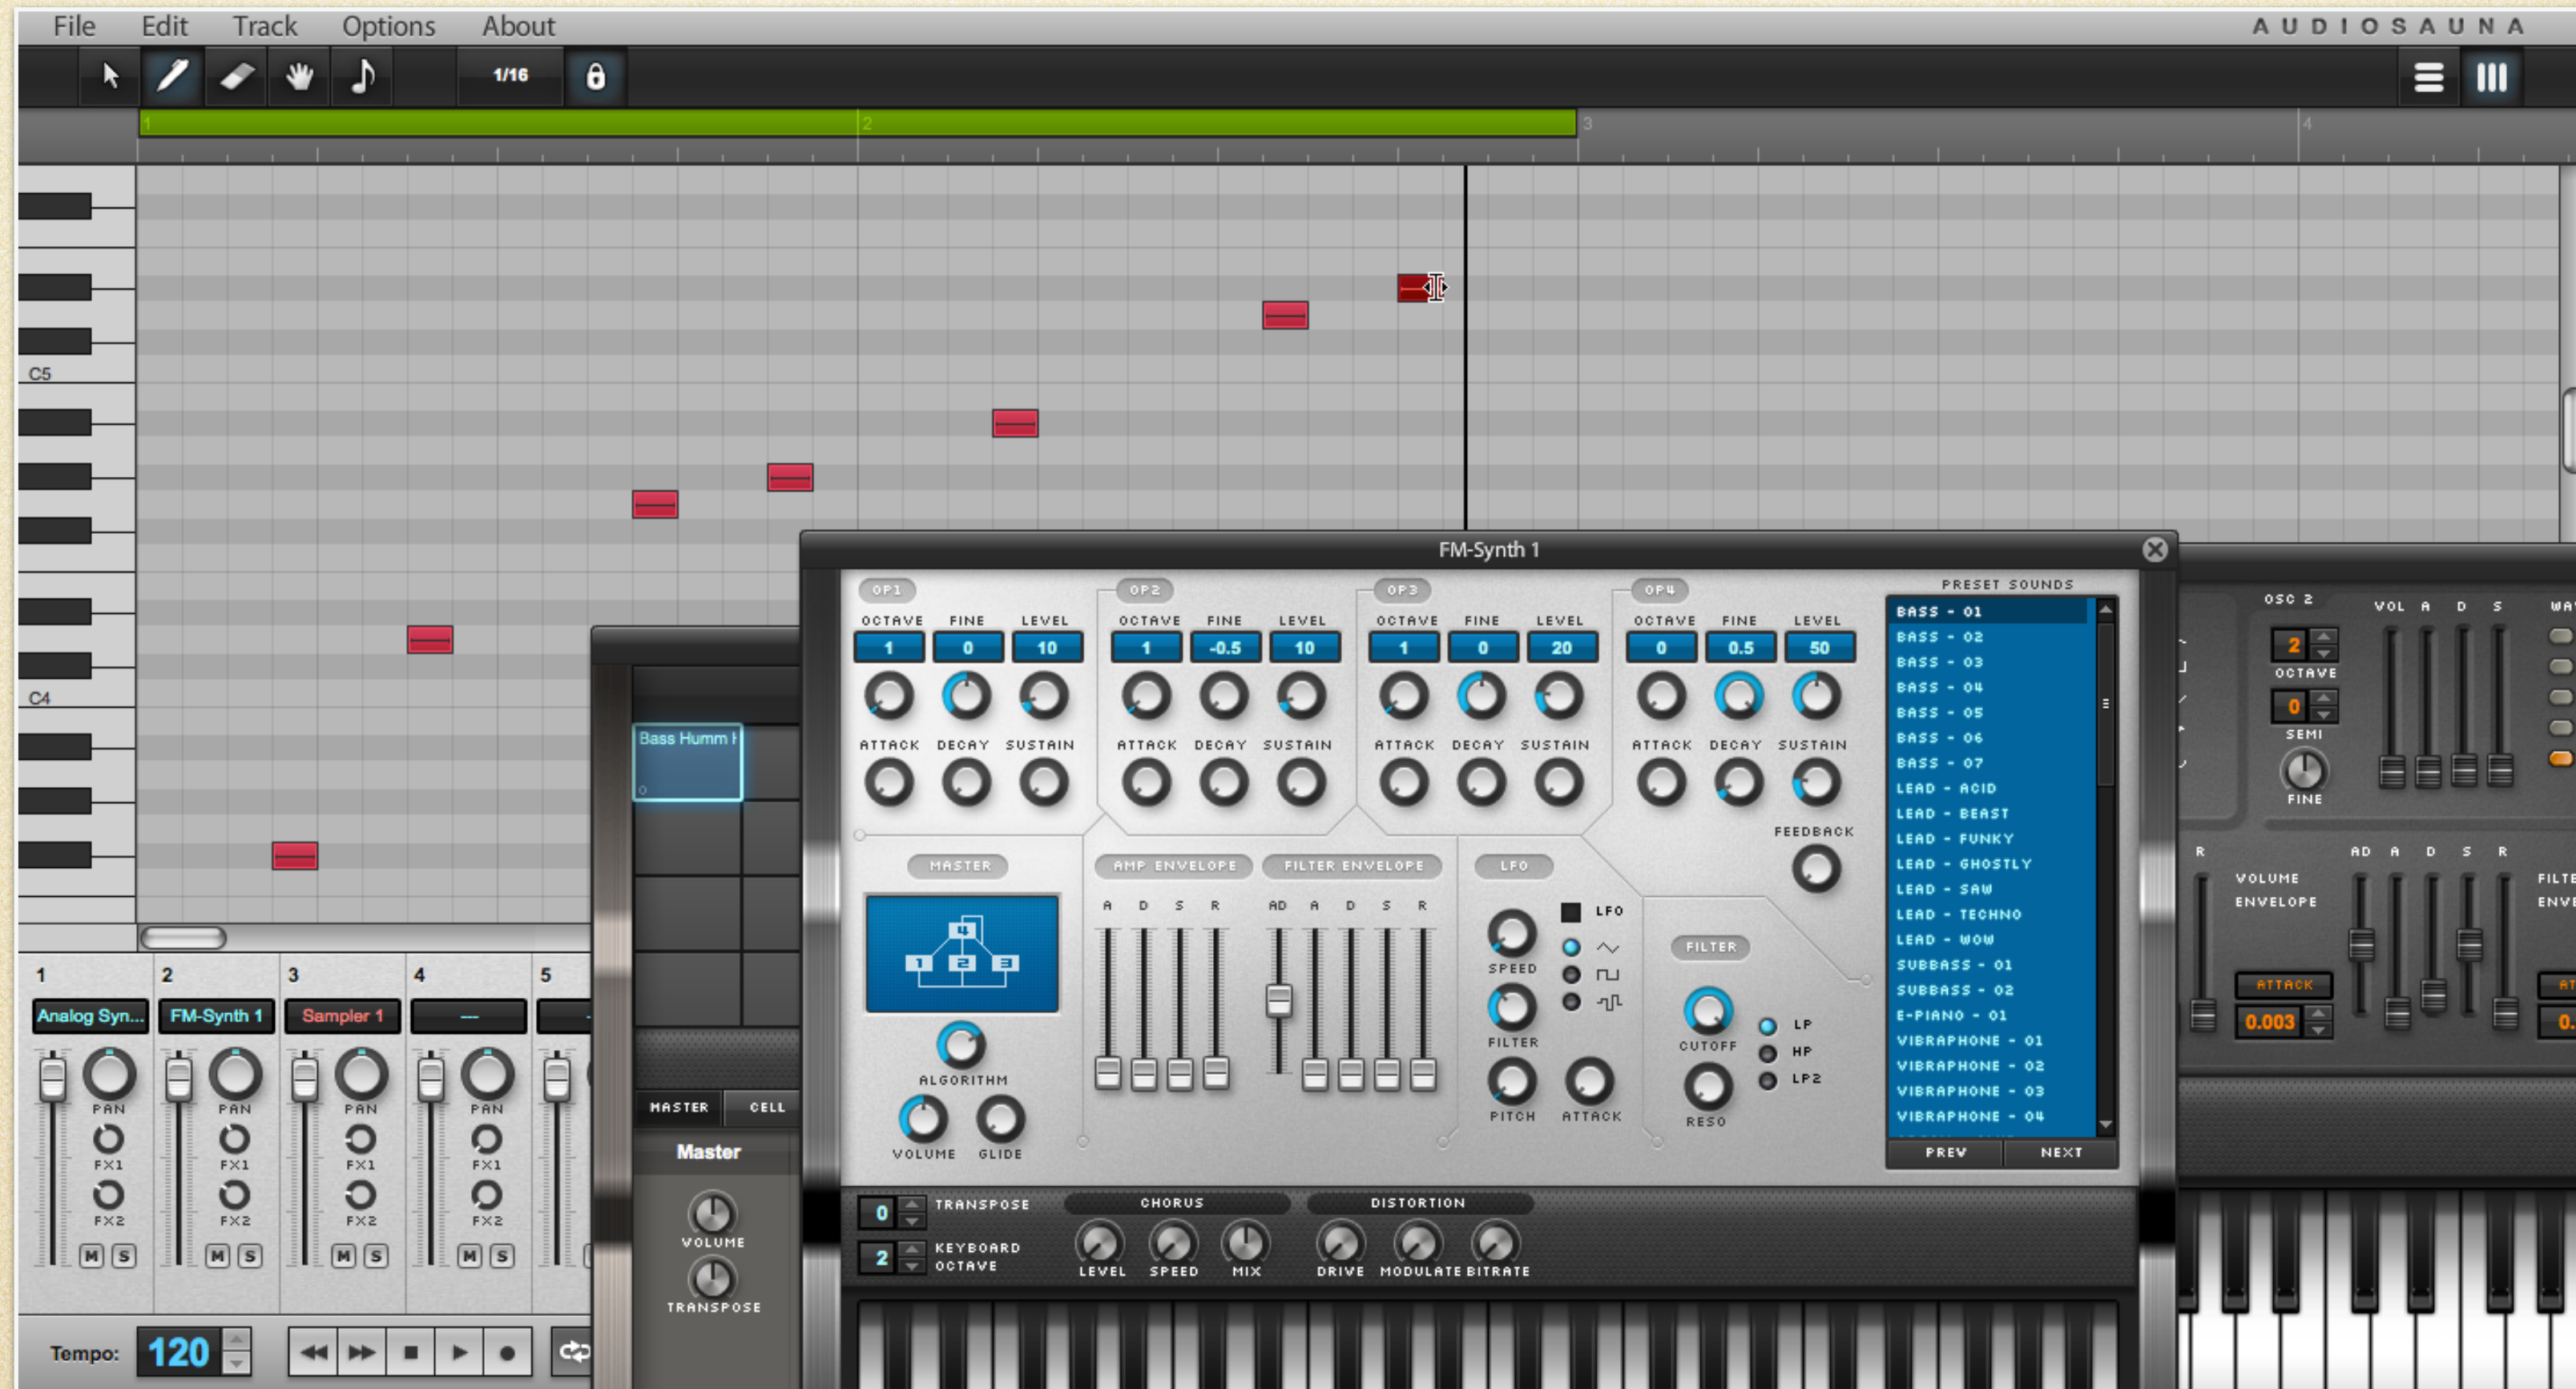 File Edit Track Options About
AUDIOSAUNA
1/16
1 2 3 4
C5
C4
FM-Synth 1
OP1 OP2 OP3 OP4
OCTAVE FINE LEVEL OCTAVE FINE LEVEL OCTAVE FINE LEVEL OCTAVE FINE LEVEL
1 0 10 1 -0.5 10 1 0 20 0 0.5 50
ATTACK DECAY SUSTAIN ATTACK DECAY SUSTAIN ATTACK DECAY SUSTAIN ATTACK DECAY SUSTAIN
FEEDBACK
MASTER AMP ENVELOPE FILTER ENVELOPE LFO
A D S R AD A D S R
4
1 2 3
ALGORITHM
VOLUME GLIDE
LFO
SPEED
FILTER
PITCH ATTACK
FILTER
CUTOFF
RESO
LP
HP
LP2
PRESET SOUNDS
BASS - 01
BASS - 02
BASS - 03
BASS - 04
BASS - 05
BASS - 06
BASS - 07
LEAD - ACID
LEAD - BEAST
LEAD - FUNKY
LEAD - GHOSTLY
LEAD - SAW
LEAD - TECHNO
LEAD - WOW
SUBBASS - 01
SUBBASS - 02
E-PIANO - 01
VIBRAPHONE - 01
VIBRAPHONE - 02
VIBRAPHONE - 03
VIBRAPHONE - 04
PREV NEXT
0 TRANSPOSE
2 KEYBOARD
OCTAVE
CHORUS DISTORTION
LEVEL SPEED MIX DRIVE MODULATE BITRATE
Bass Humm
0
MASTER CELL
Master
VOLUME
TRANSPOSE
OSC 2 VOL A D S
2
OCTAVE
0
SEMI
FINE
R
VOLUME
ENVELOPE
AD A D S R
ATTACK
0.003
1 2 3 4 5
Analog Syn... FM-Synth 1 Sampler 1 ---
PAN PAN PAN PAN
FX1 FX1 FX1 FX1
FX2 FX2 FX2 FX2
M S M S M S M S
Tempo: 120